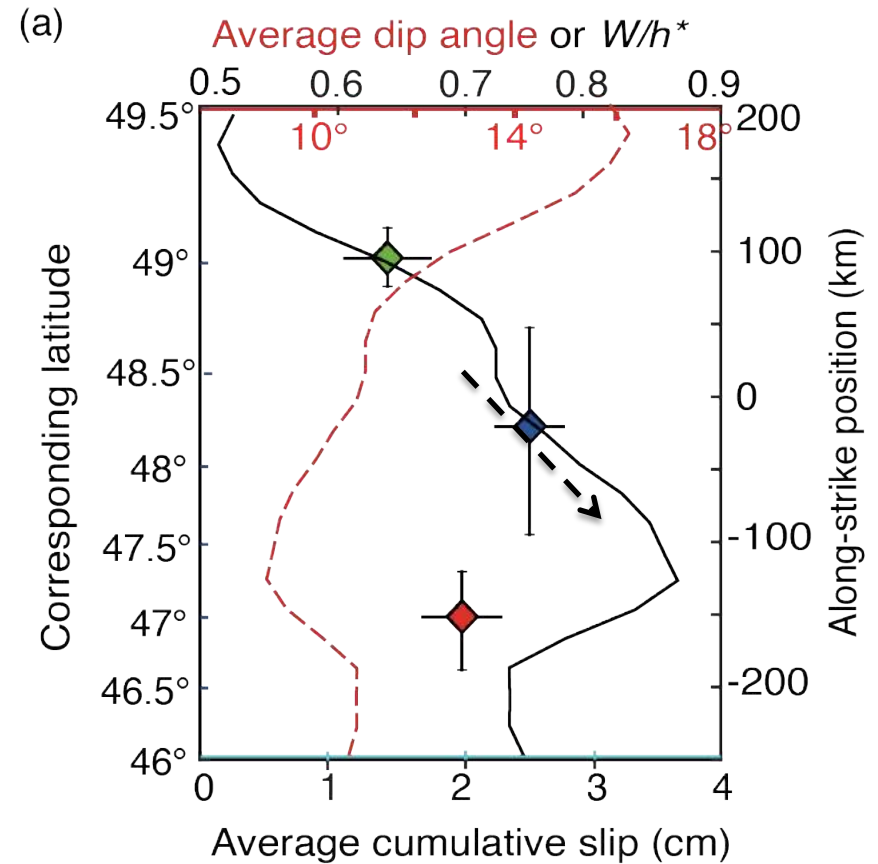 (a)
Average dip angle or W/h*
0.5 0.6 0.7 0.8 0.9
10° 14° 18°
49.5°
49°
48.5°
48°
47.5°
47°
46.5°
46°
Corresponding latitude
200
100
0
-100
-200
Along-strike position (km)
0 1 2 3 4
Average cumulative slip (cm)